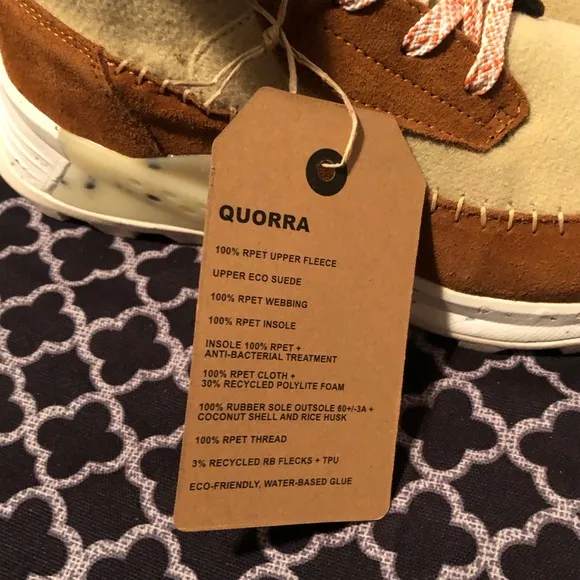 QUORRA
100% RPET UPPER FLEECE
UPPER ECO SUEDE
100% RPET WEBBING
100% RPET INSOLE
INSOLE 100% RPET +
ANTI-BACTERIAL TREATMENT
100% RPET CLOTH +
30% RECYCLED POLYLITE FOAM
100% RUBBER SOLE OUTSOLE 60+/-3A +
COCONUT SHELL AND RICE HUSK
100% RPET THREAD
3% RECYCLED RB FLECKS + TPU
ECO-FRIENDLY, WATER-BASED GLUE